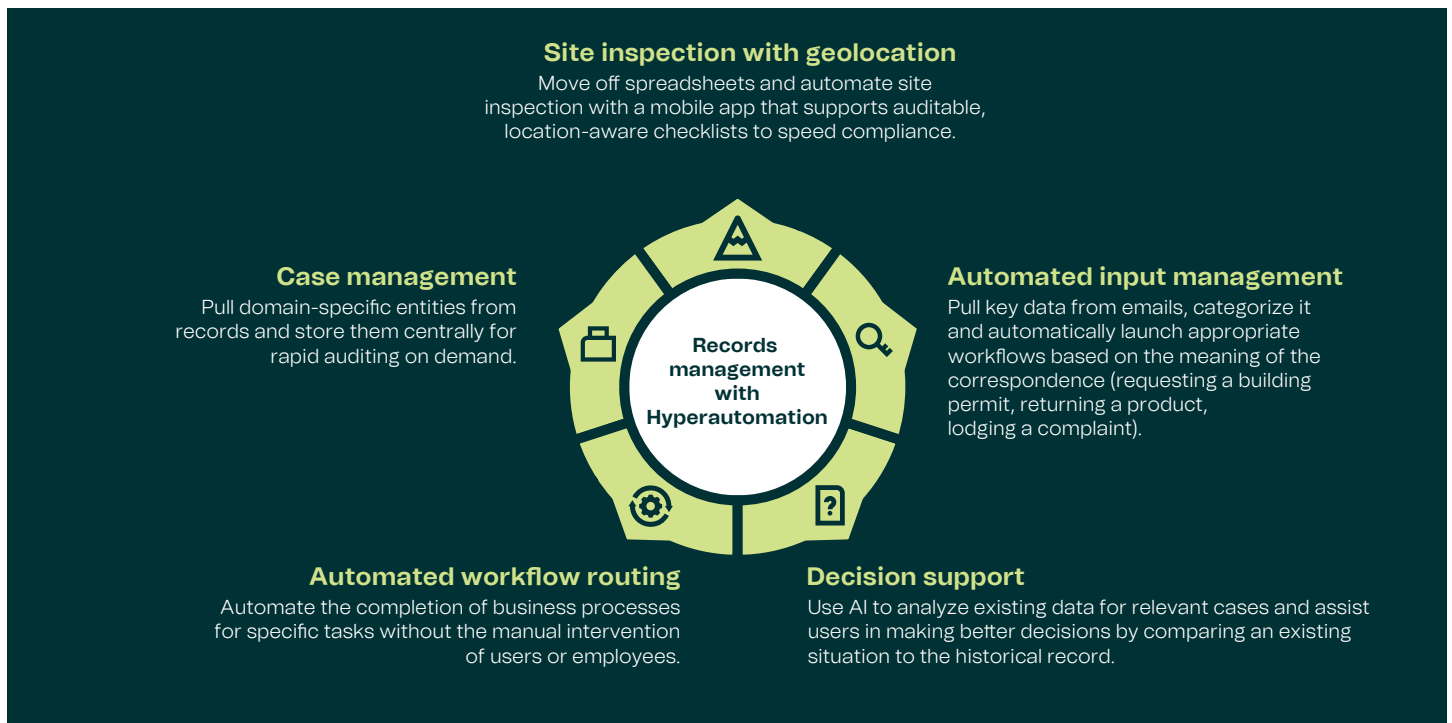 Site inspection with geolocation
Move off spreadsheets and automate site
inspection with a mobile app that supports auditable,
location-aware checklists to speed compliance.
Case management
Pull domain-specific entities from
records and store them centrally for
rapid auditing on demand.
Records
management
with
Hyperautomation
Automated input management
Pull key data from emails, categorize it
and automatically launch appropriate
workflows based on the meaning of the
correspondence (requesting a building
permit, returning a product,
lodging a complaint).
?
Automated workflow routing
Automate the completion of business processes
for specific tasks without the manual intervention
of users or employees.
Decision support
Use AI to analyze existing data for relevant cases and assist
users in making better decisions by comparing an existing
situation to the historical record.